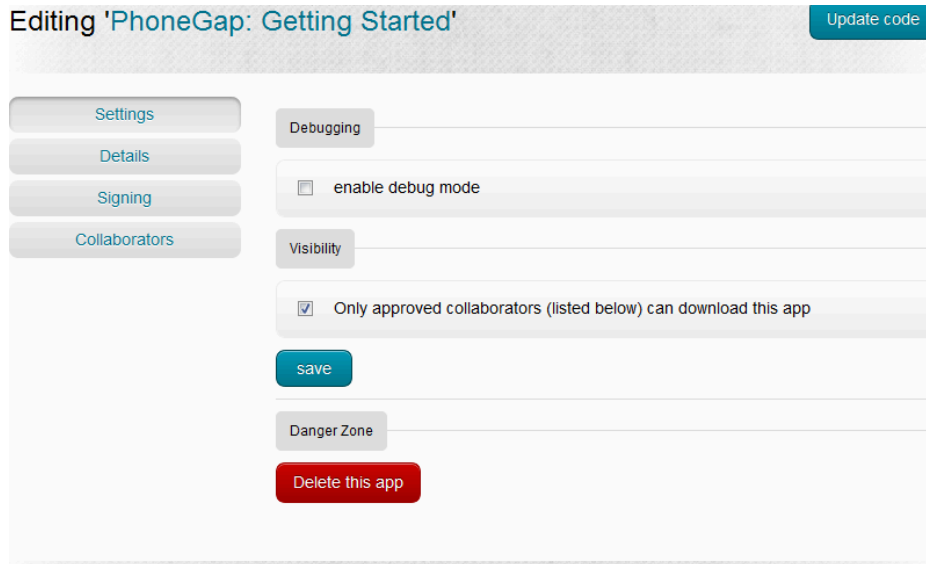 Editing 'PhoneGap: Getting Started'
Update code
Settings
Details
Signing
Collaborators
Debugging
enable debug mode
Visibility
Only approved collaborators (listed below) can download this app
save
Danger Zone
Delete this app